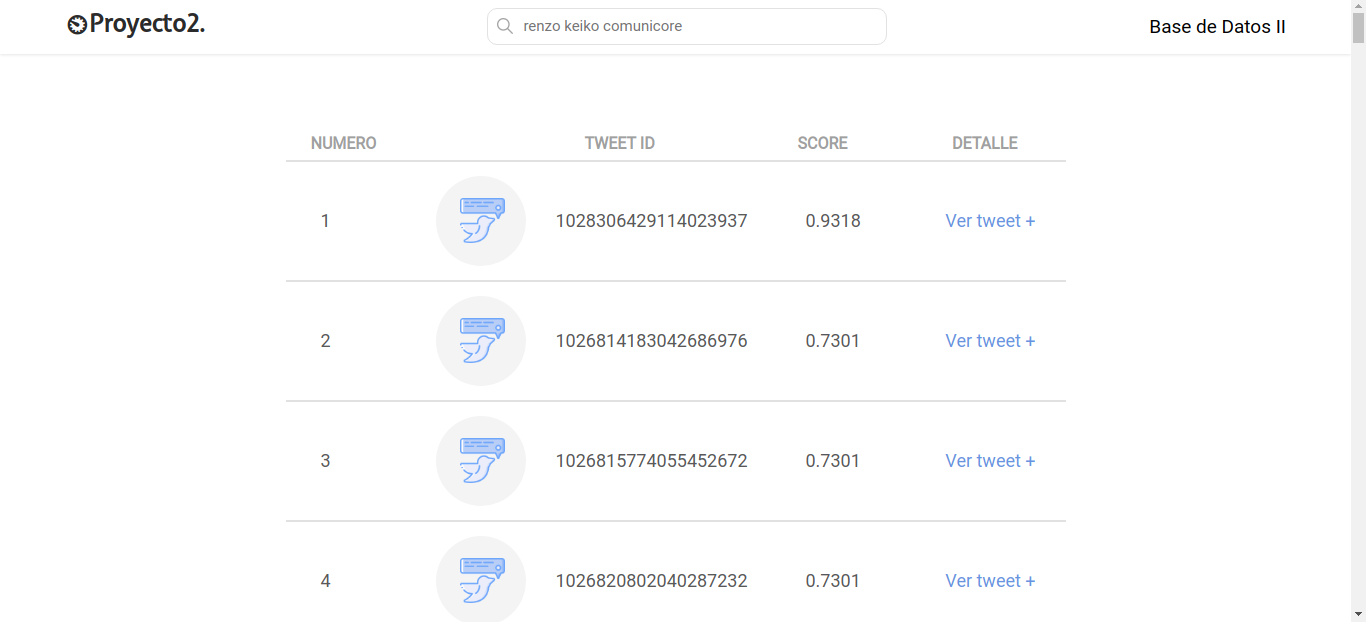 Proyecto2.
renzo keiko comunicore
Base de Datos II
NUMERO TWEET ID SCORE DETALLE
1 1028306429114023937 0.9318 Ver tweet +
2 1026814183042686976 0.7301 Ver tweet +
3 1026815774055452672 0.7301 Ver tweet +
4 1026820802040287232 0.7301 Ver tweet +